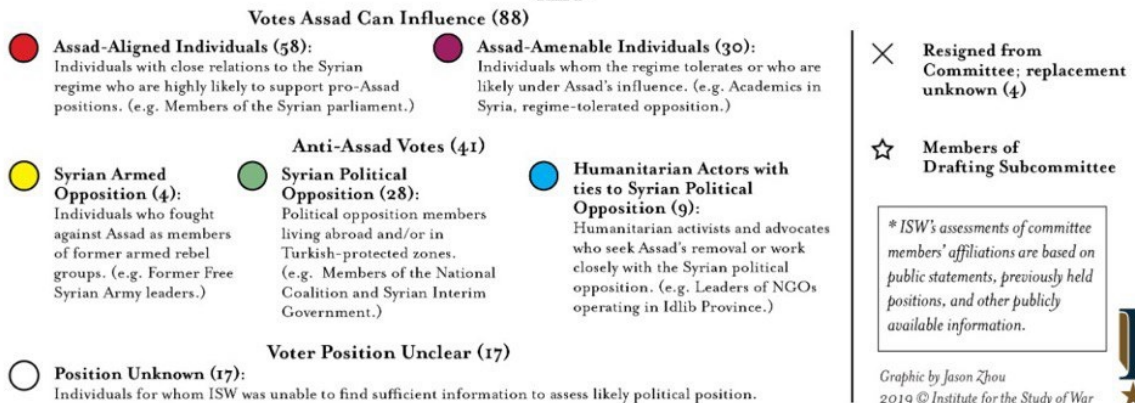 Votes Assad Can Influence (88)
Assad-Aligned Individuals (58):
Individuals with close relations to the Syrian
regime who are highly likely to support pro-Assad
positions. (e.g. Members of the Syrian parliament.)
Assad-Amenable Individuals (30):
Individuals whom the regime tolerates or who are
likely under Assad's influence. (e.g. Academics in
Syria, regime-tolerated opposition.)
Anti-Assad Votes (41)
Syrian Armed
Opposition (4):
Individuals who fought
against Assad as members
of former armed rebel
groups. (e.g. Former Free
Syrian Army leaders.)
Syrian Political
Opposition (28):
Political opposition members
living abroad and/or in
Turkish-protected zones.
(e.g. Members of the National
Coalition and Syrian Interim
Government.)
Humanitarian Actors with
ties to Syrian Political
Opposition (9):
Humanitarian activists and advocates
who seek Assad's removal or work
closely with the Syrian political
opposition. (e.g. Leaders of NGOs
operating in Idlib Province.)
Voter Position Unclear (17)
Position Unknown (17):
Individuals for whom ISW was unable to find sufficient information to assess likely political position.
Resigned from
Committee; replacement
unknown (4)
Members of
Drafting Subcommittee
* ISW's assessments of committee
members' affiliations are based on
public statements, previously held
positions, and other publicly
available information.
Graphic by Jason Zhou
2019 © Institute for the Study of War